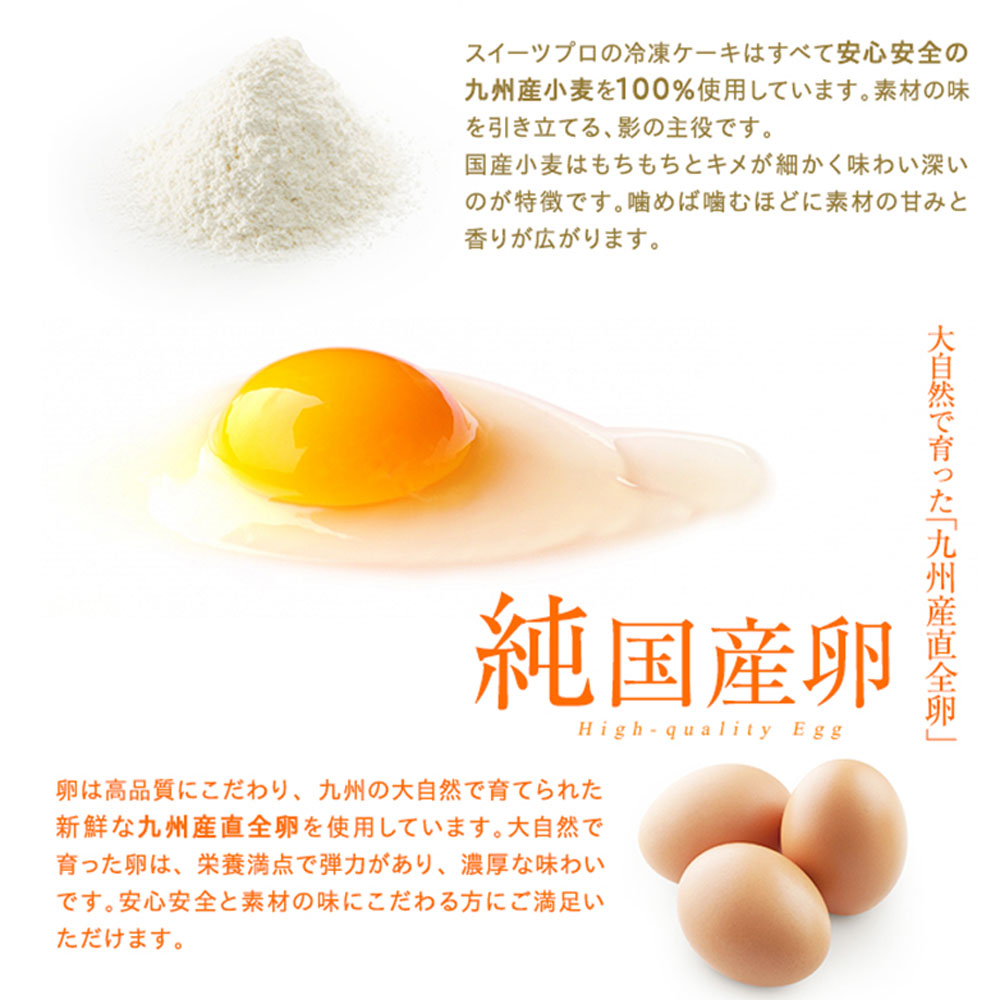 スイーツプロの冷凍ケーキはすべて安心安全の
九州産小麦を100%使用しています。素材の味
を引き立てる、影の主役です。
国産小麦はもちもちとキメが細かく味わい深い
のが特徴です。噛めば噛むほどに素材の甘みと
香りが広がります。
大自然で育った「九州産直全卵」
純国産卵
High-quality Egg
卵は高品質にこだわり、九州の大自然で育てられた
新鮮な九州産直全卵を使用しています。大自然で
育った卵は、栄養満点で弾力があり、濃厚な味わい
です。安心安全と素材の味にこだわる方にご満足い
ただけます。